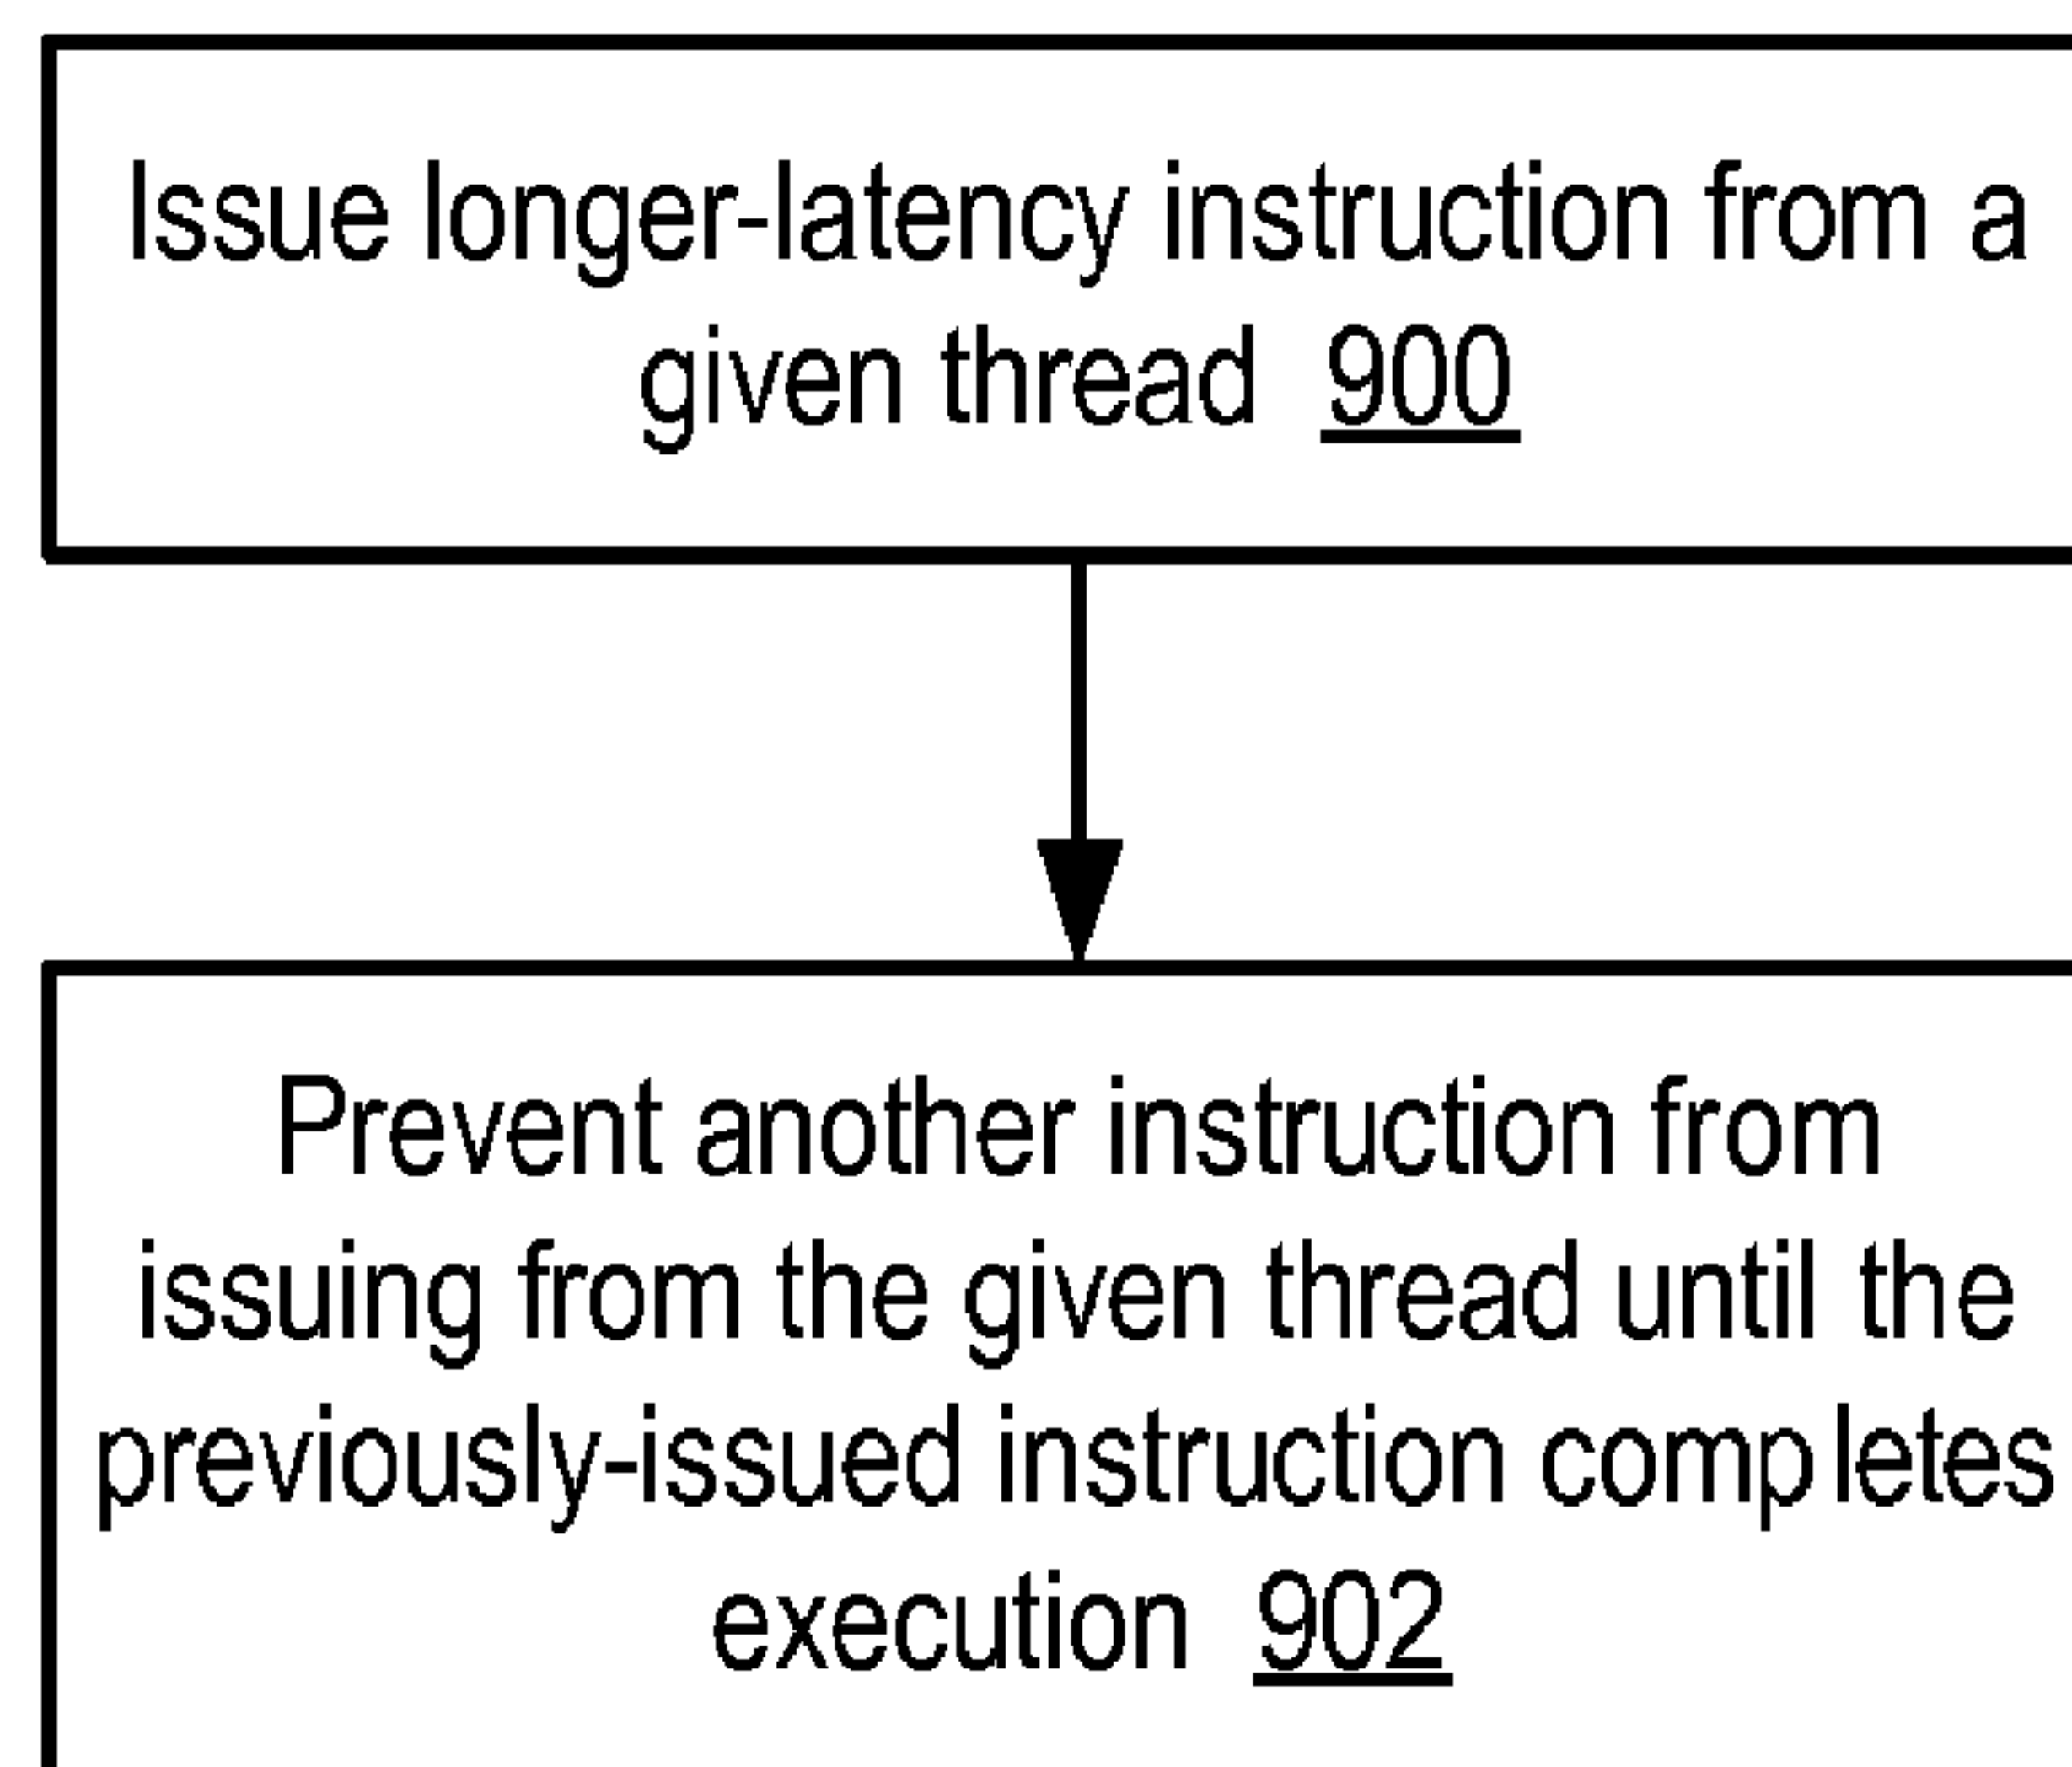 Issue longer-latency instruction from a
given thread 900
Prevent another instruction from
issuing from the given thread until the
previously-issued instruction completes
execution 902